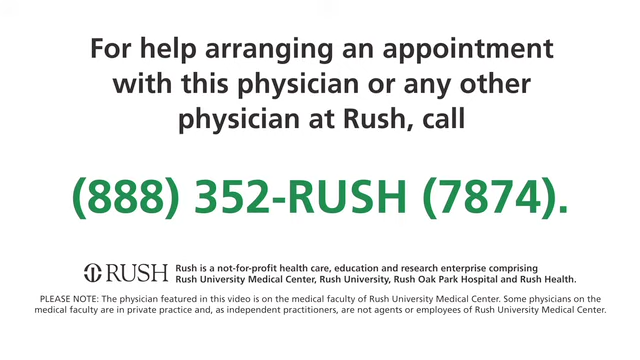 For help arranging an appointment
with this physician or any other
physician at Rush, call
(888) 352-RUSH (7874).
RUSH
Rush is a not-for-profit health care, education and research enterprise comprising
Rush University Medical Center, Rush University, Rush Oak Park Hospital and Rush Health.
PLEASE NOTE: The physician featured in this video is on the medical faculty of Rush University Medical Center. Some physicians on the
medical faculty are in private practice and, as independent practitioners, are not agents or employees of Rush University Medical Center.